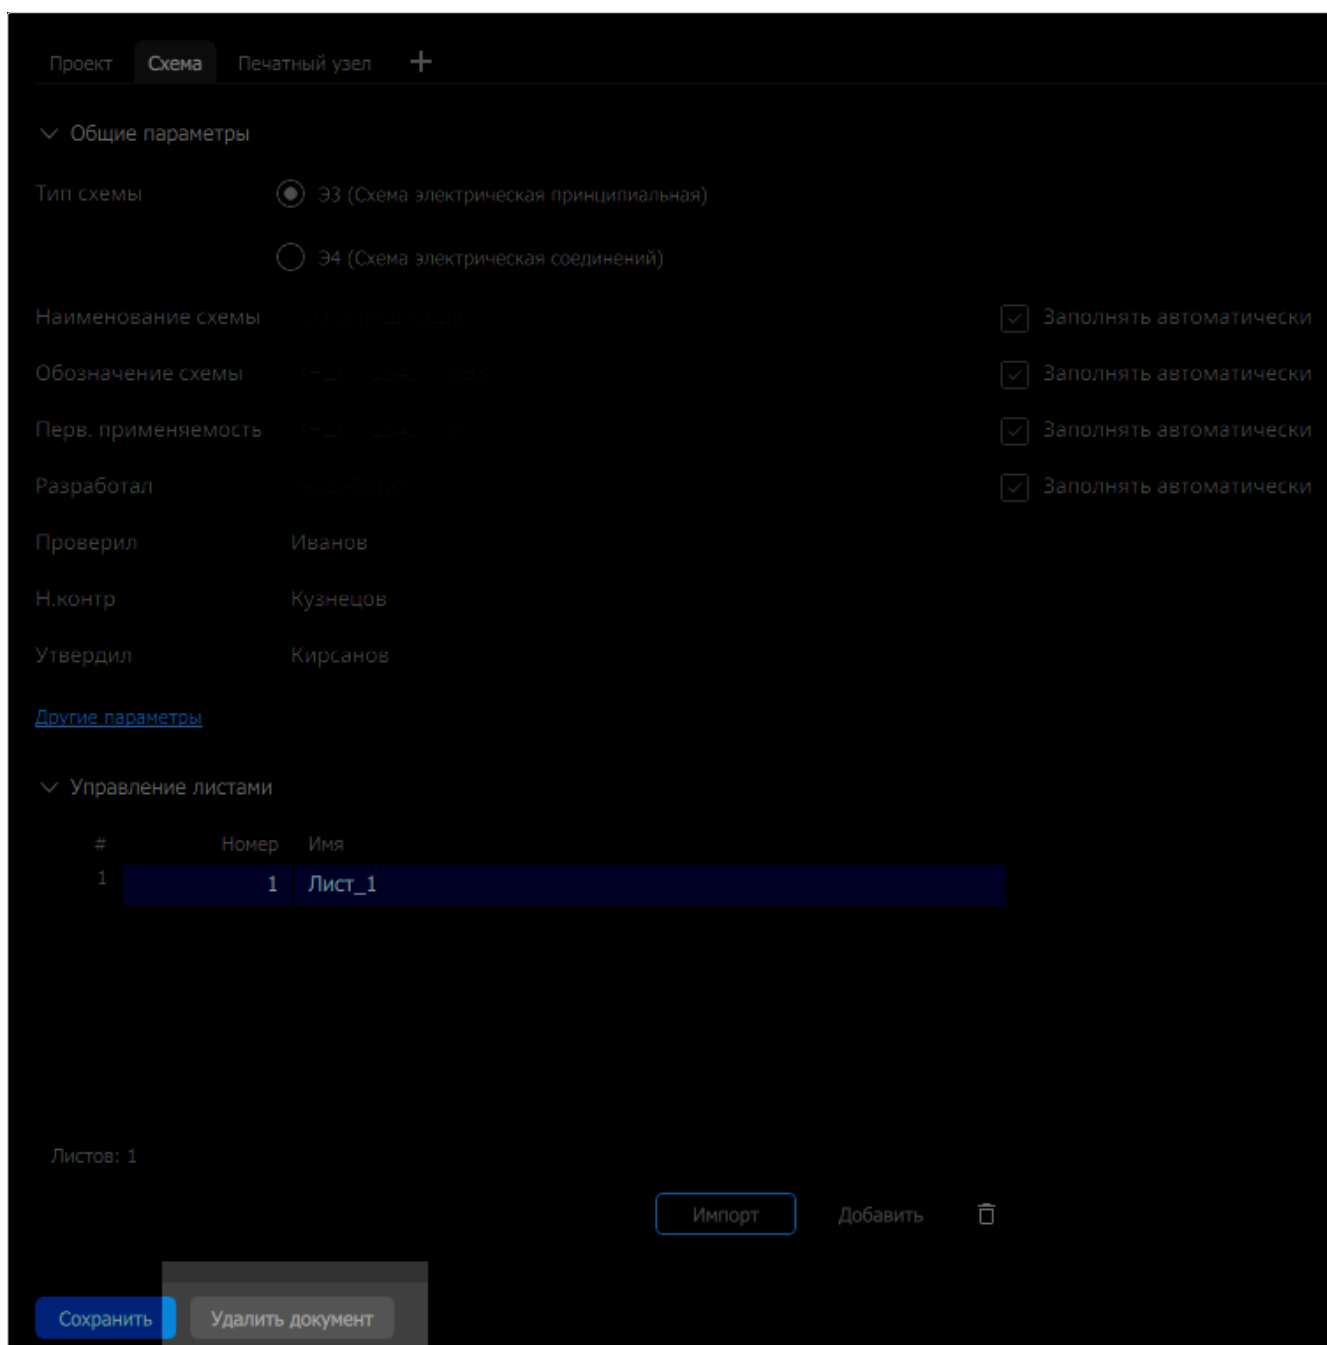 Проект Схема Печатный узел
Общие параметры
Тип схемы Э3 (Схема электрическая принципиальная)
Э4 (Схема электрическая соединений)
Наименование схемы Заполнять автоматически
Обозначение схемы Заполнять автоматически
Перв. применяемость Заполнять автоматически
Разработал Заполнять автоматически
Проверил Иванов
Н.контр Кузнецов
Утвердил Кирсанов
Другие параметры
Управление листами
# Номер Имя
1 1 Лист_1
Листов: 1
Импорт Добавить
Сохранить Удалить документ